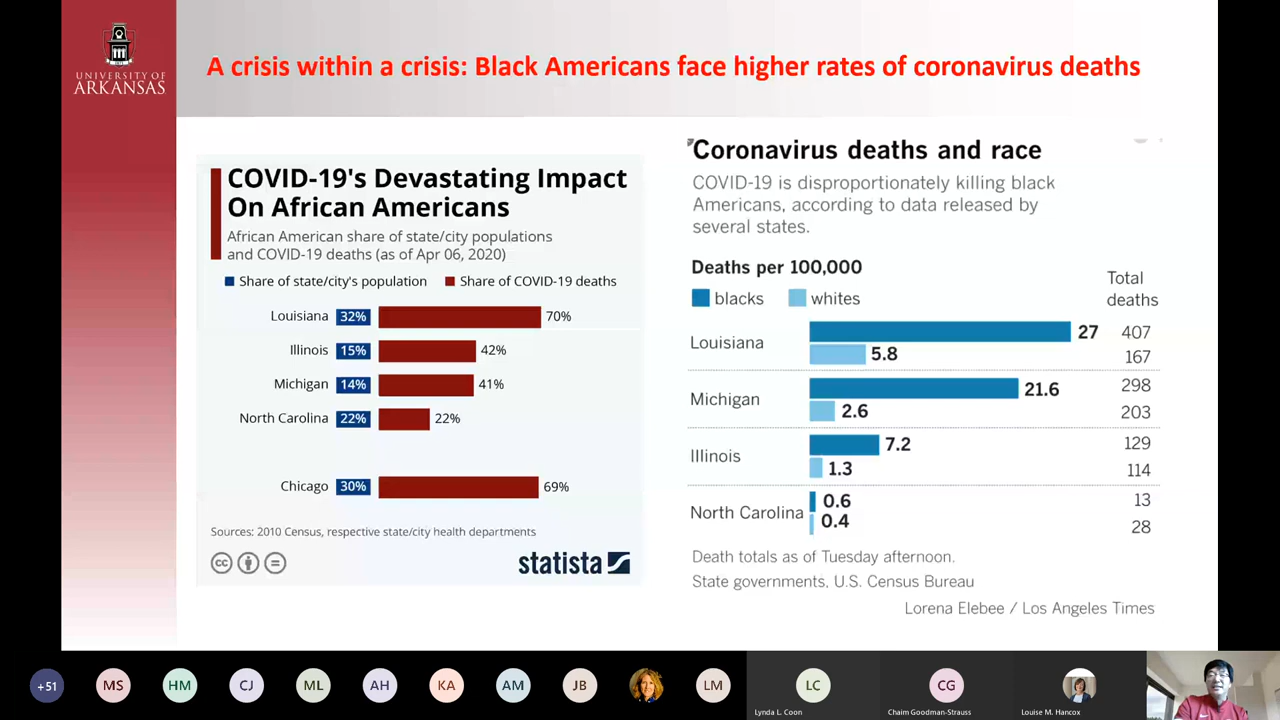 UNIVERSITY OF
ARKANSAS
A crisis within a crisis: Black Americans face higher rates of coronavirus deaths
COVID-19's Devastating Impact
On African Americans
African American share of state/city populations
and COVID-19 deaths (as of Apr 06, 2020)
Share of state/city's population Share of COVID-19 deaths
Louisiana 32% 70%
Illinois 15% 42%
Michigan 14% 41%
North Carolina 22% 22%
Chicago 30% 69%
Sources: 2010 Census, respective state/city health departments
cc
statista
Coronavirus deaths and race
COVID-19 is disproportionately killing black
Americans, according to data released by
several states.
Deaths per 100,000
Total
deaths
blacks whites
Louisiana
27 407
5.8 167
Michigan
21.6 298
2.6 203
Illinois
7.2 129
1.3 114
North Carolina
0.6 13
0.4 28
Death totals as of Tuesday afternoon.
State governments, U.S. Census Bureau
Lorena Elebee / Los Angeles Times
+51 MS HM CJ ML AH KA AM JB LM LC CG
Lynda L. Coon Chaim Goodman-Strauss Louise M. Hancox